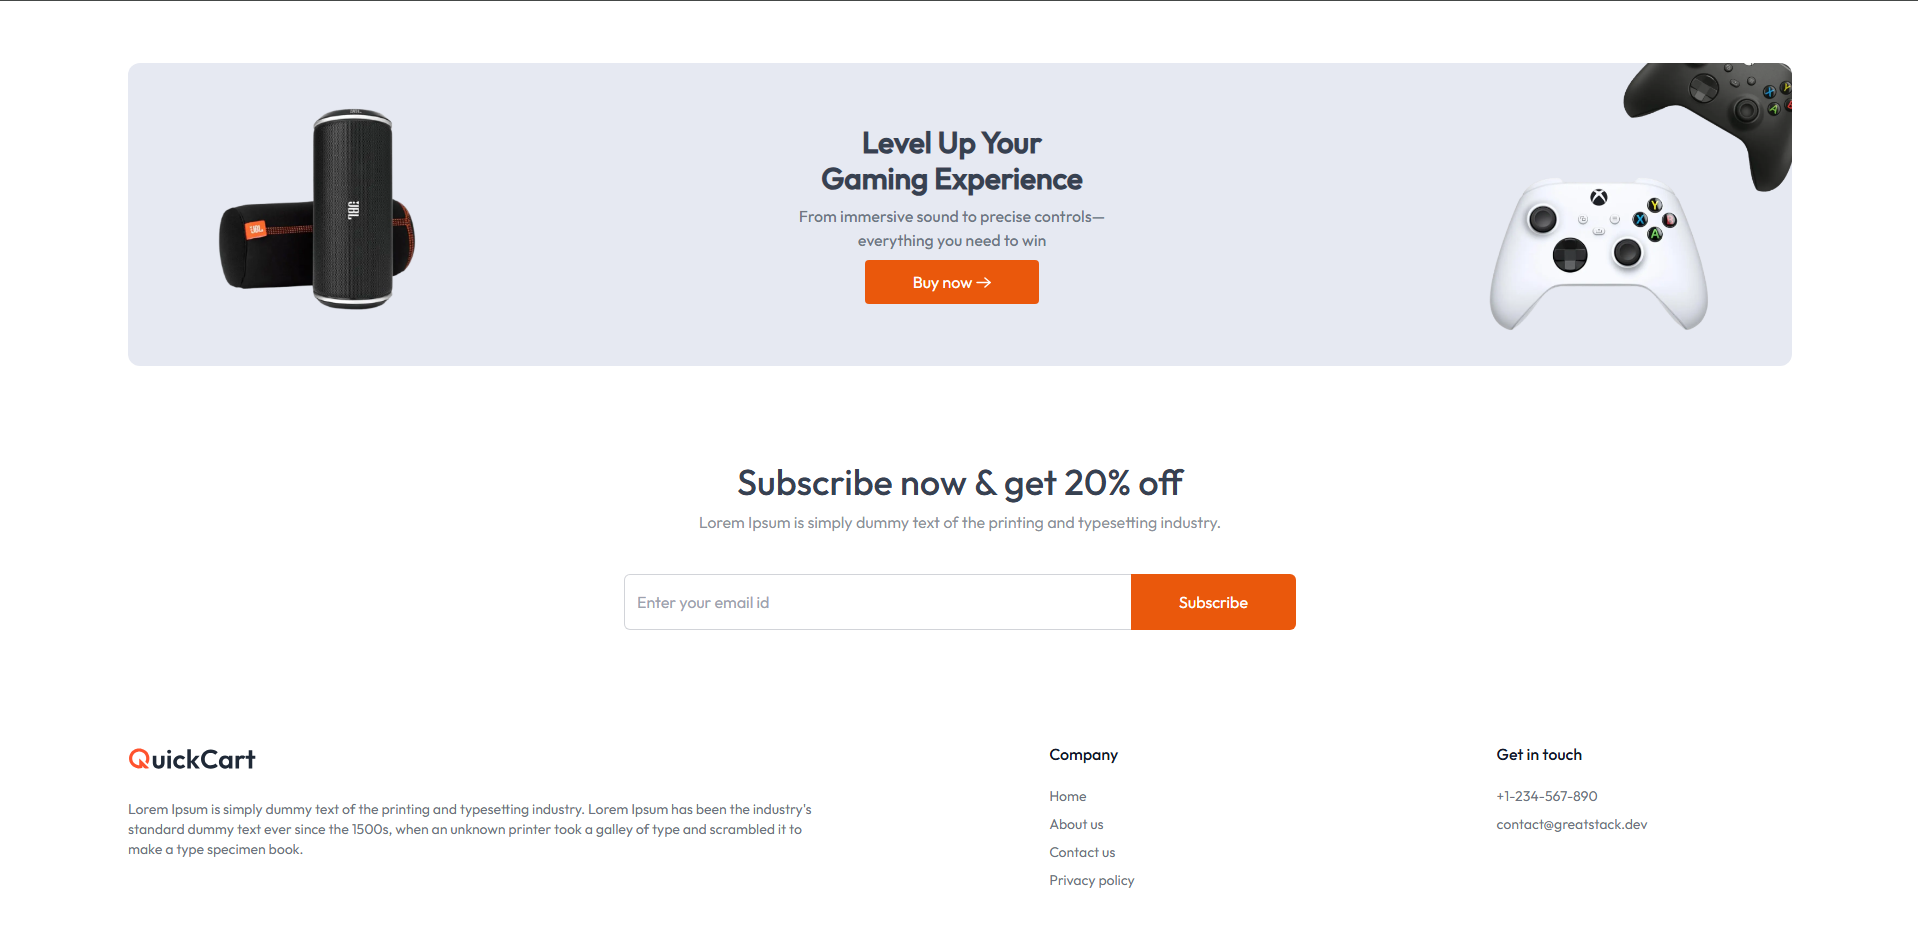 JBL
JBL
Level Up Your
Gaming Experience
From immersive sound to precise controls—
everything you need to win
Buy now →
X
Y
A
Y
X
A
Subscribe now & get 20% off
Lorem Ipsum is simply dummy text of the printing and typesetting industry.
Enter your email id
Subscribe
QuickCart
Lorem Ipsum is simply dummy text of the printing and typesetting industry. Lorem Ipsum has been the industry's
standard dummy text ever since the 1500s, when an unknown printer took a galley of type and scrambled it to
make a type specimen book.
Company
Home
About us
Contact us
Privacy policy
Get in touch
+1-234-567-890
contact@greatstack.dev